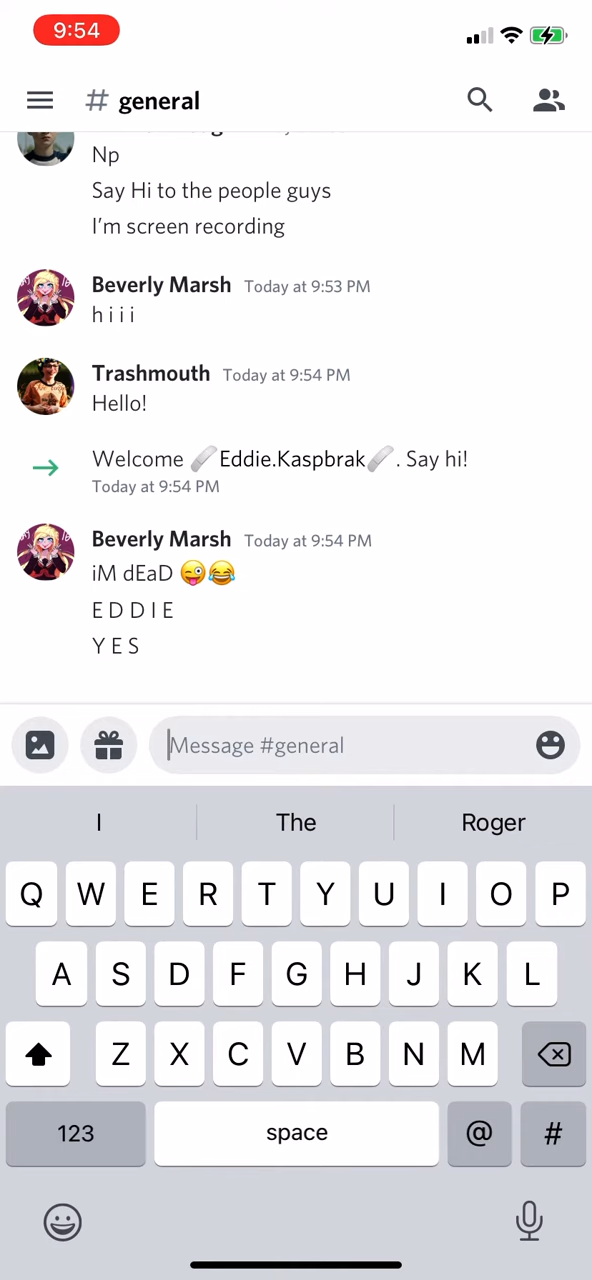 9:54
# general
Np
Say Hi to the people guys
I'm screen recording
Beverly Marsh Today at 9:53 PM
h i i i
Trashmouth Today at 9:54 PM
Hello!
Welcome 🩹Eddie.Kaspbrak🩹. Say hi!
Today at 9:54 PM
Beverly Marsh Today at 9:54 PM
iM dEaD 😜😂
E D D I E
Y E S
Message #general
I The Roger
Q W E R T Y U I O P
A S D F G H J K L
Z X C V B N M
123 space @ #